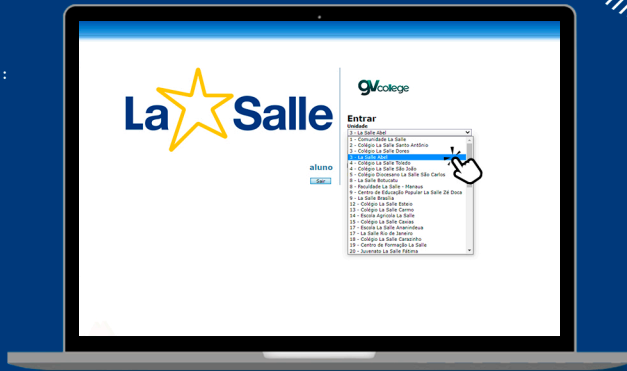 La Salle
aluno
Sair
gvcollege
Entrar
Unidade
3 - La Salle Abel
1 - Comunidade La Salle
2 - Colégio La Salle Santo Antônio
3 - Colégio La Salle Dores
3 - La Salle Abel
4 - Colégio La Salle Toledo
4 - Colégio La Salle São João
5 - Colégio Diocesano La Salle São Carlos
6 - La Salle Botucatu
8 - Faculdade La Salle - Manaus
9 - Centro de Educação Popular La Salle Zé Doca
9 - La Salle Brasília
12 - Colégio La Salle Esteio
13 - Colégio La Salle Carmo
14 - Escola Agrícola La Salle
15 - Colégio La Salle Caxias
17 - Escola La Salle Ananindeua
17 - La Salle Rio de Janeiro
18 - Colégio La Salle Carazinho
19 - Centro de Formação La Salle
20 - Juvenato La Salle Fátima